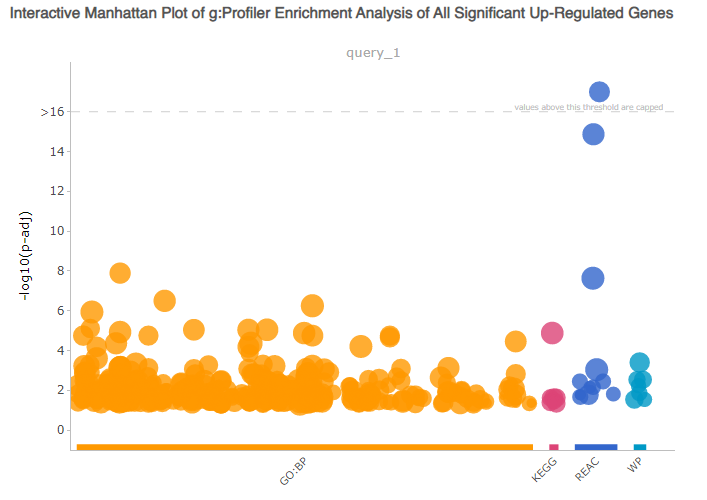 Interactive Manhattan Plot of g:Profiler Enrichment Analysis of All Significant Up-Regulated Genes
query_1
values above this threshold are capped
>16
14
12
10
8
6
4
2
0
-log10(p-adj)
GO:BP
KEGG
REAC
WP